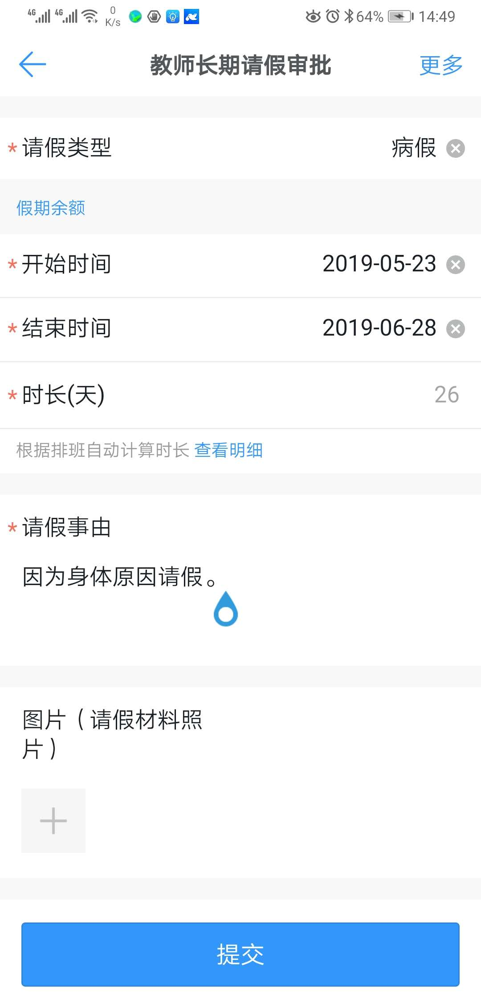 4G 4G 0 K/s 64% 14:49
教师长期请假审批 更多
* 请假类型 病假
假期余额
* 开始时间 2019-05-23
* 结束时间 2019-06-28
* 时长(天) 26
根据排班自动计算时长 查看明细
* 请假事由
因为身体原因请假。
图片（请假材料照
片）
提交